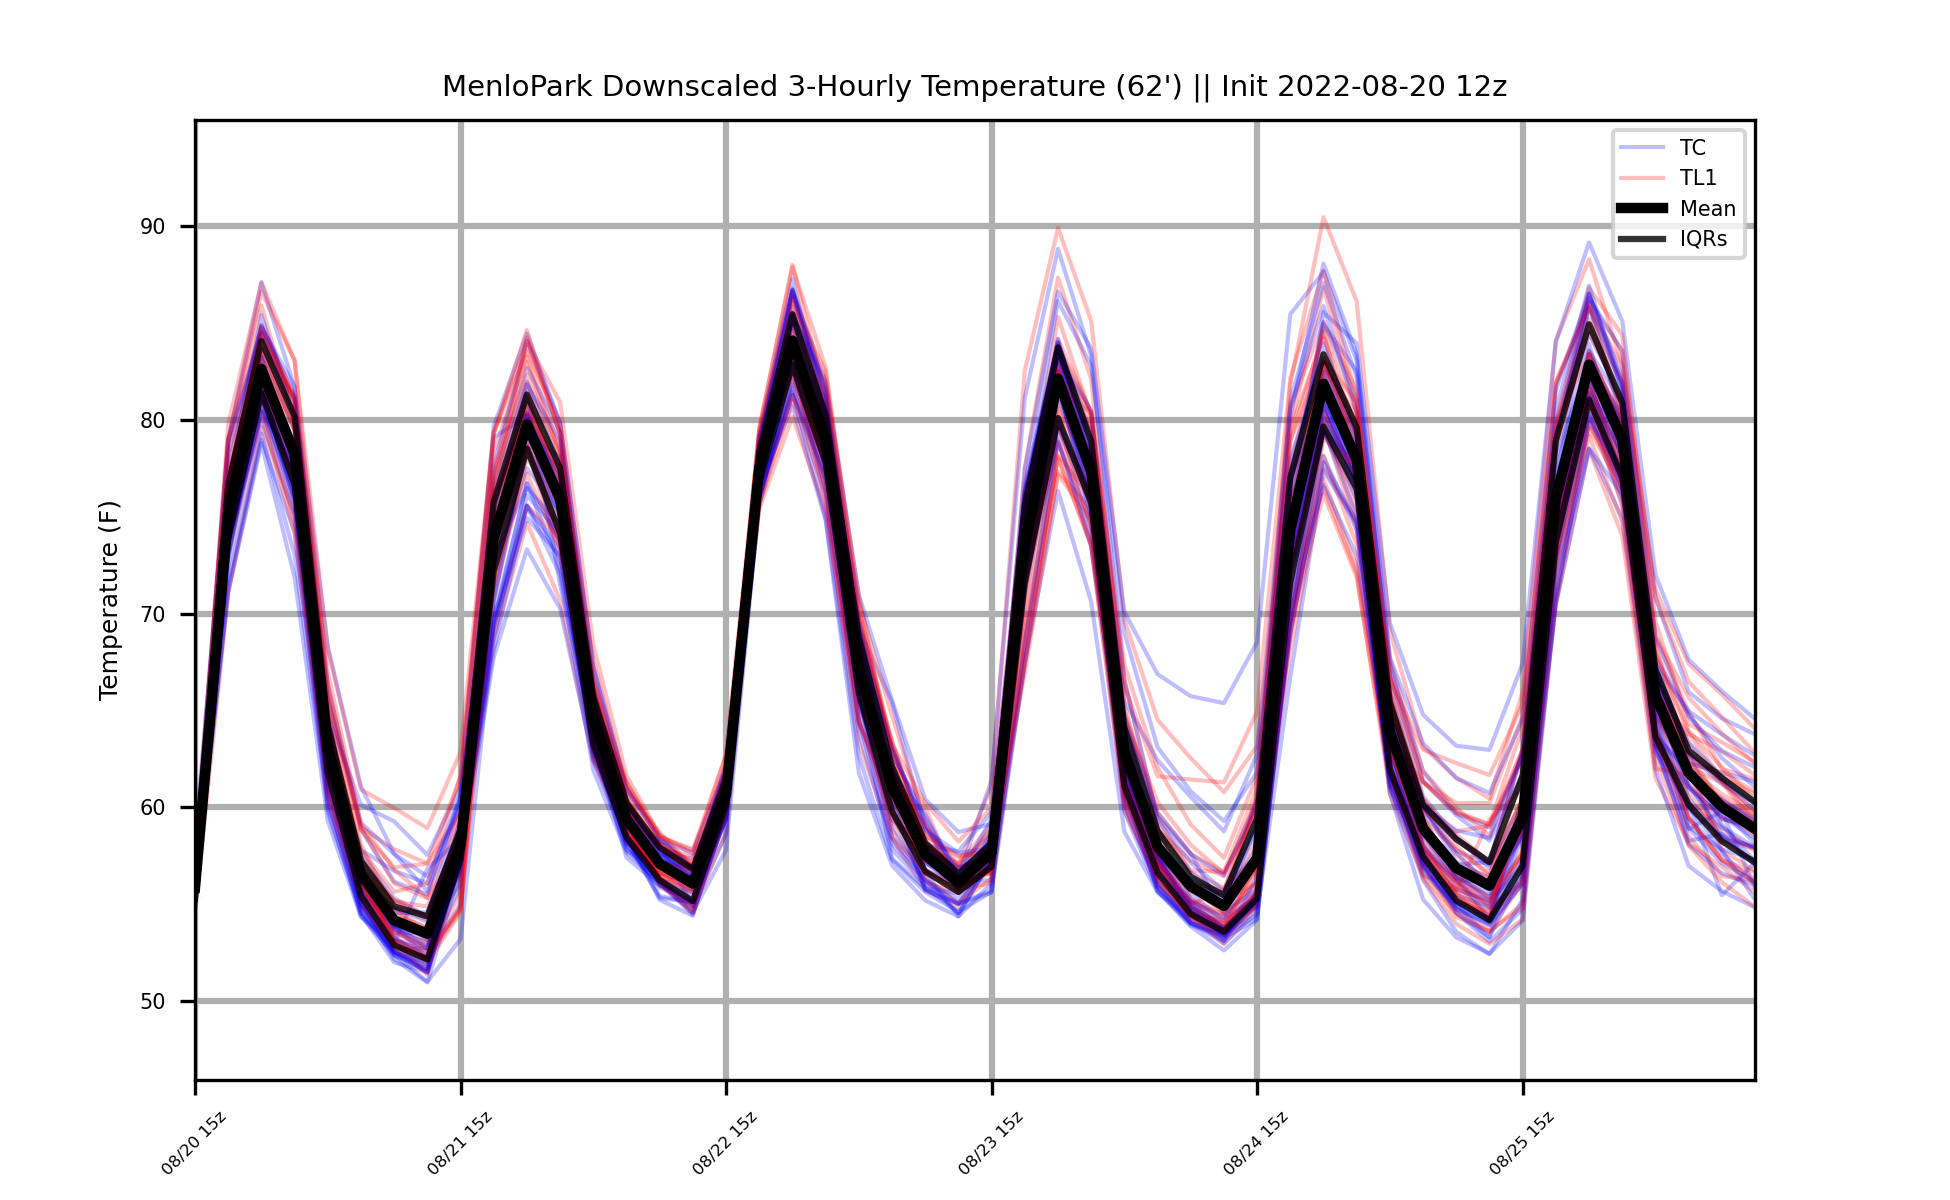 MenloPark Downscaled 3-Hourly Temperature (62') || Init 2022-08-20 12z
TC
TL1
Mean
IQRs
Temperature (F)
90
80
70
60
50
08/20 15z
08/21 15z
08/22 15z
08/23 15z
08/24 15z
08/25 15z